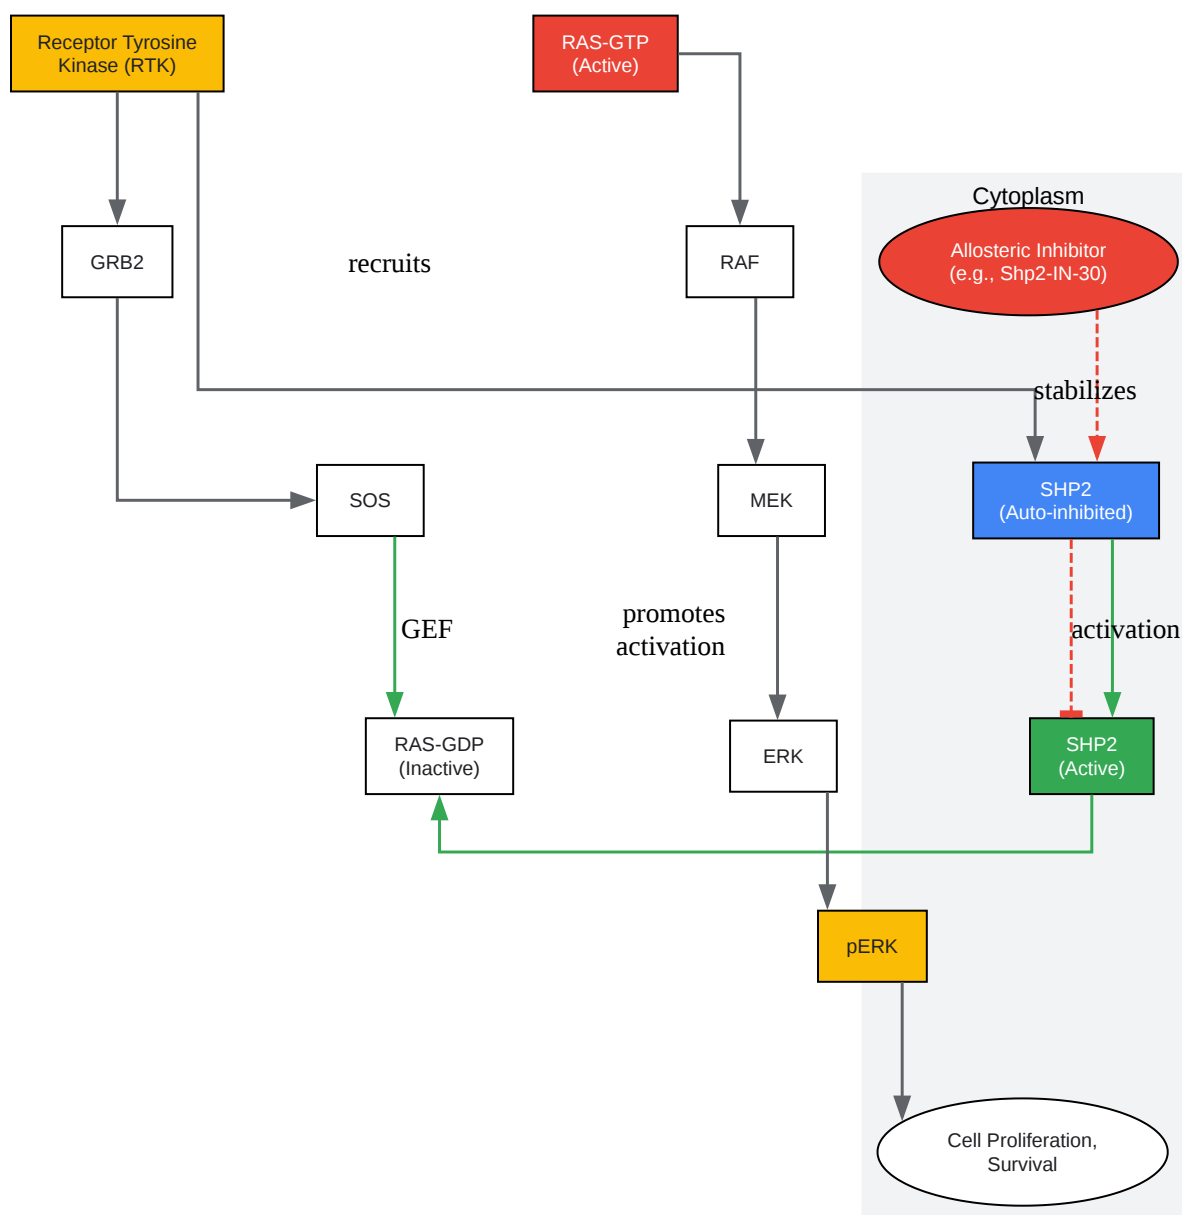 Receptor Tyrosine
Kinase (RTK)
RAS-GTP
(Active)
Cytoplasm
GRB2
recruits
RAF
Allosteric Inhibitor
(e.g., Shp2-IN-30)
stabilizes
SOS
MEK
SHP2
(Auto-inhibited)
GEF
promotes
activation
activation
RAS-GDP
(Inactive)
ERK
SHP2
(Active)
pERK
Cell Proliferation,
Survival